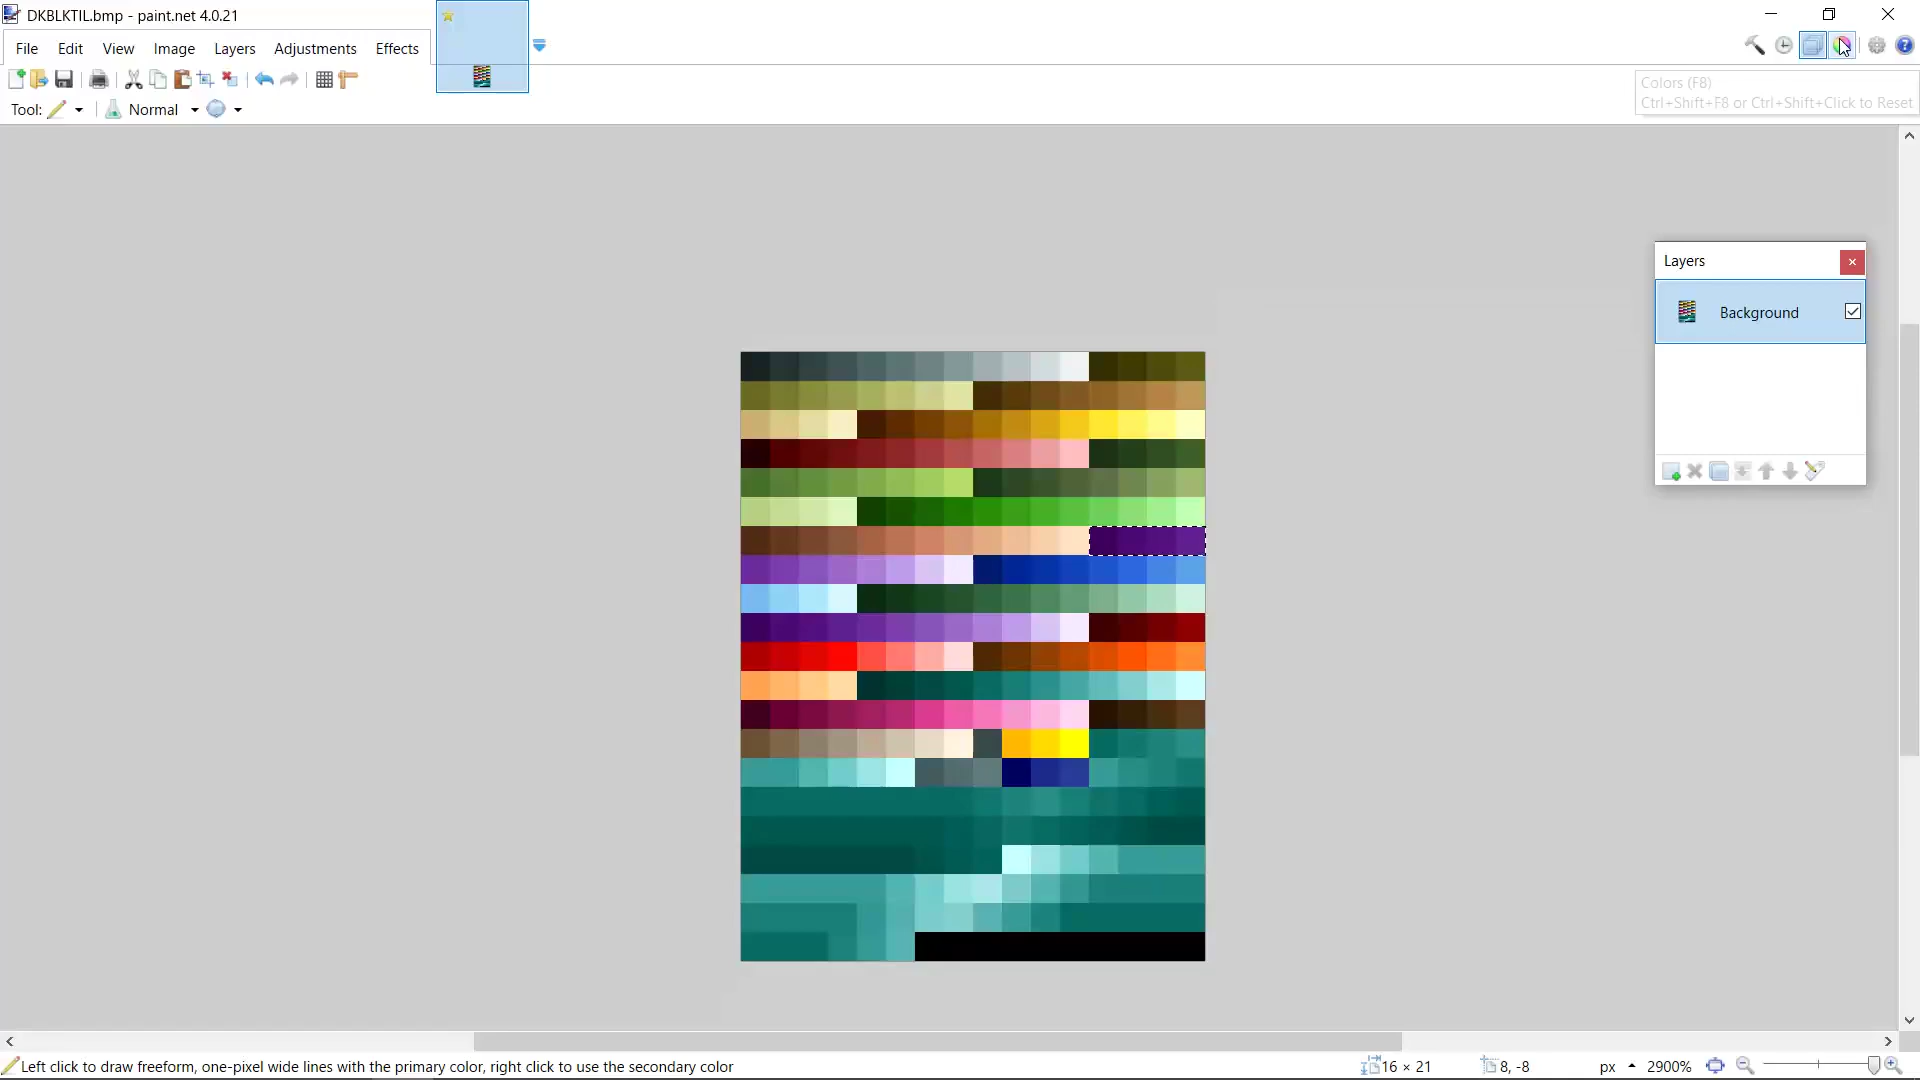 DKBLKTIL.bmp - paint.net 4.0.21
File Edit View Image Layers Adjustments Effects
Colors (F8)
Ctrl+Shift+F8 or Ctrl+Shift+Click to Reset
Tool: Normal
Layers
Background
Left click to draw freeform, one-pixel wide lines with the primary color, right click to use the secondary color
16 × 21
8, -8
px
2900%